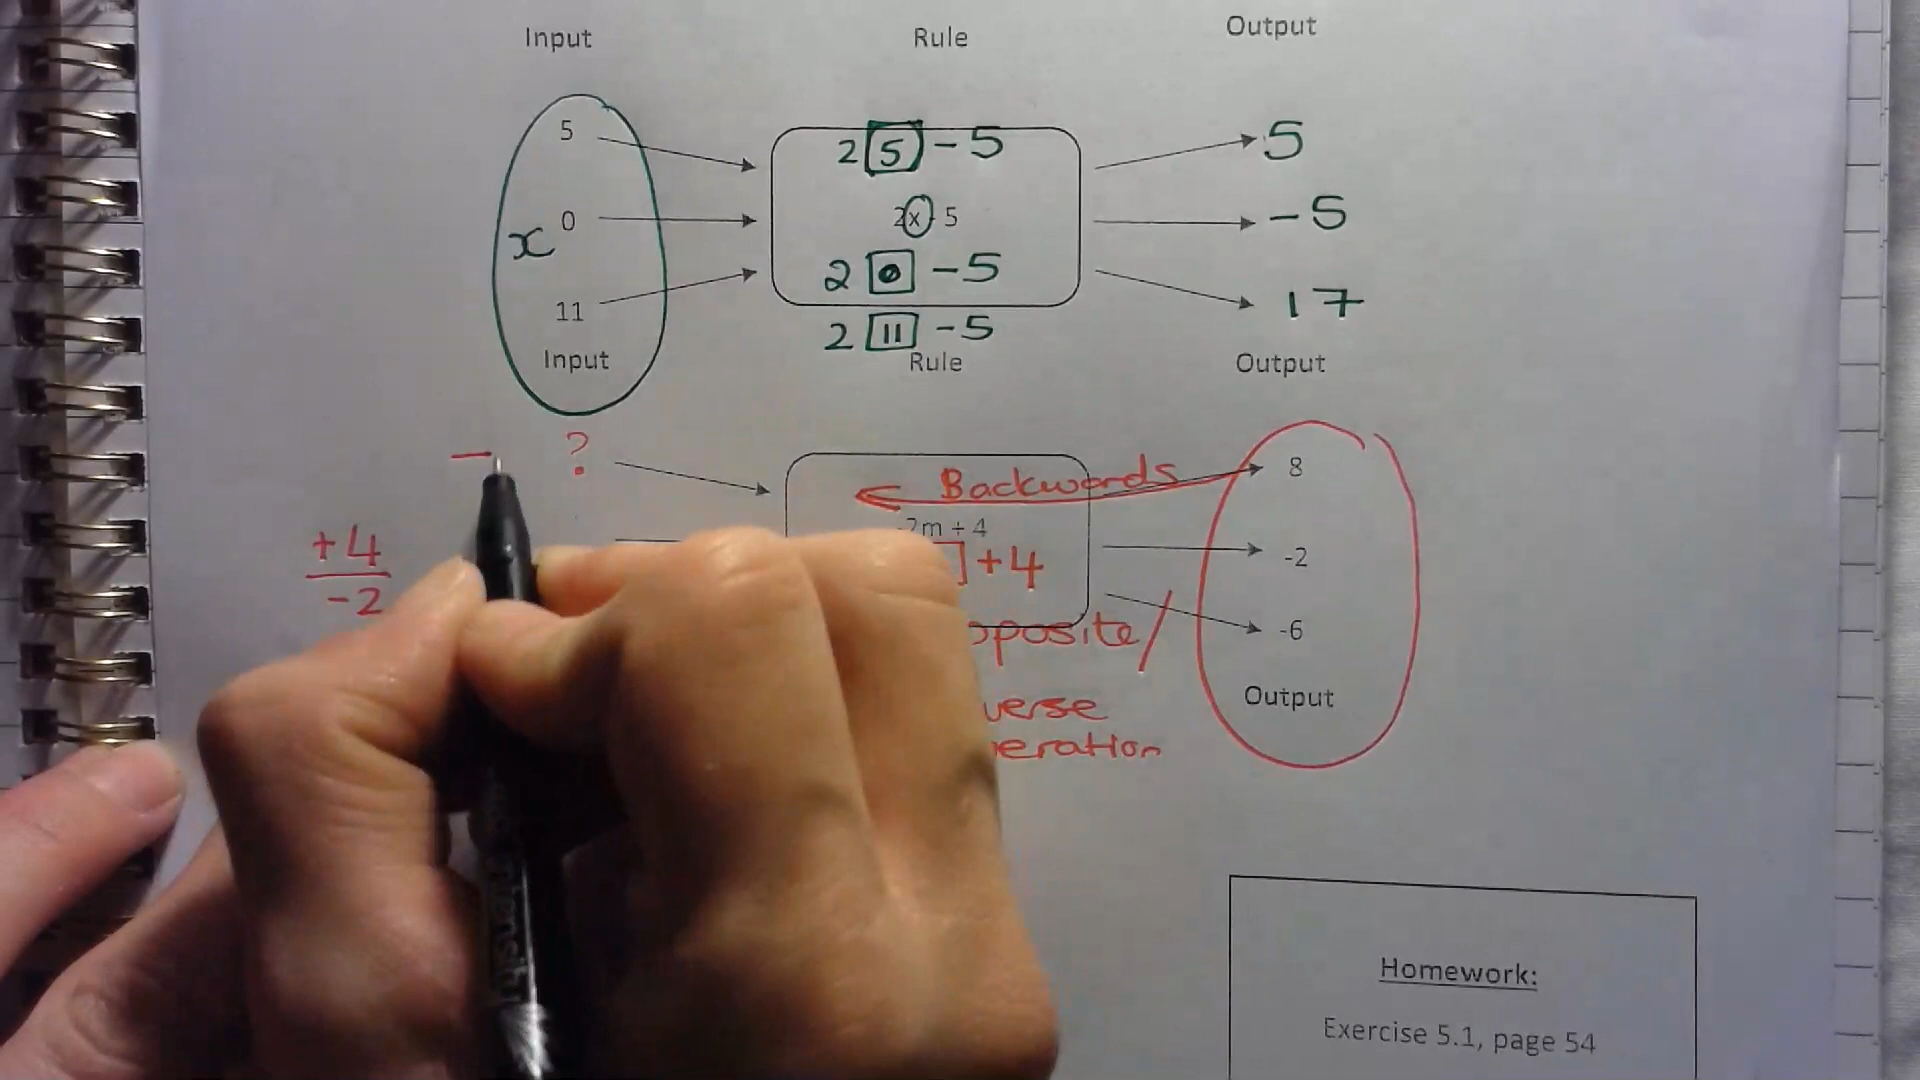 Input Rule Output
5 2 5 - 5 5
x 0 2x - 5 -5
2 0 - 5
11 17
2 11 - 5
Input Rule Output
- ? Backwards 8
-2m + 4
+4 + 4 -2
-2
-6
Output
Homework:
Exercise 5.1, page 54